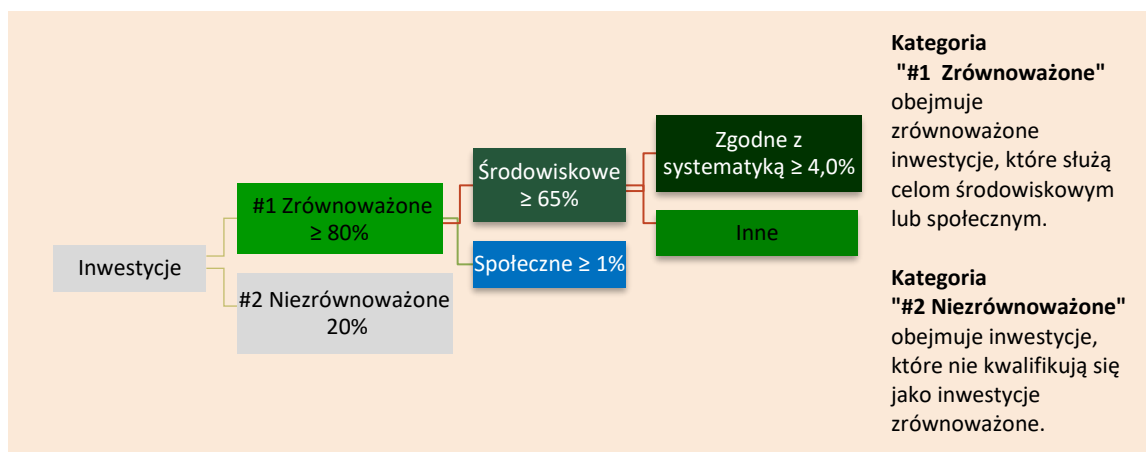 Inwestycje
#1 Zrównoważone
≥ 80%
#2 Niezrównoważone
20%
Środowiskowe
≥ 65%
Społeczne ≥ 1%
Zgodne z
systematyką ≥ 4,0%
Inne
Kategoria
"#1 Zrównoważone"
obejmuje
zrównoważone
inwestycje, które służą
celom środowiskowym
lub społecznym.
Kategoria
"#2 Niezrównoważone"
obejmuje inwestycje,
które nie kwalifikują się
jako inwestycje
zrównoważone.